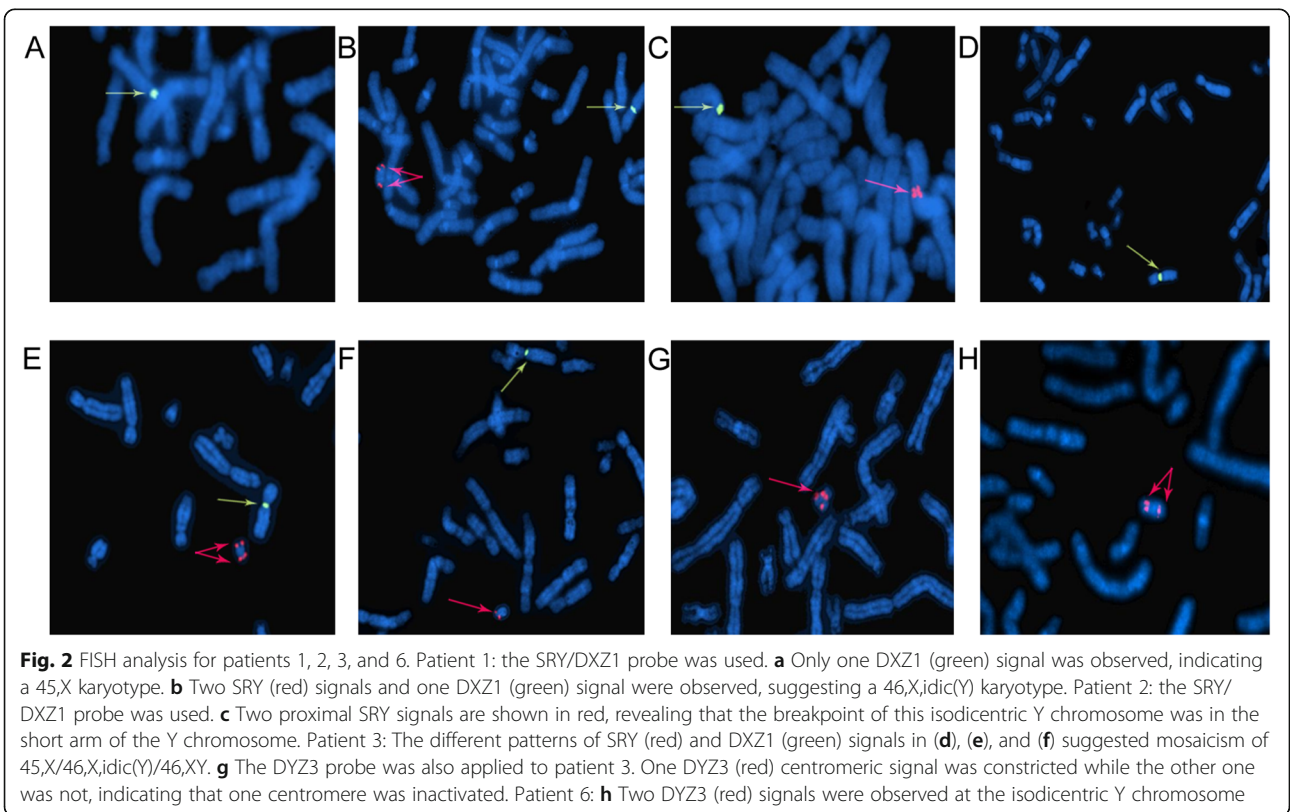 A
B
C
D
E
F
G
H
Fig. 2 FISH analysis for patients 1, 2, 3, and 6. Patient 1: the SRY/DXZ1 probe was used. a Only one DXZ1 (green) signal was observed, indicating
a 45,X karyotype. b Two SRY (red) signals and one DXZ1 (green) signal were observed, suggesting a 46,X,idic(Y) karyotype. Patient 2: the SRY/
DXZ1 probe was used. c Two proximal SRY signals are shown in red, revealing that the breakpoint of this isodicentric Y chromosome was in the
short arm of the Y chromosome. Patient 3: The different patterns of SRY (red) and DXZ1 (green) signals in (d), (e), and (f) suggested mosaicism of
45,X/46,X,idic(Y)/46,XY. g The DYZ3 probe was also applied to patient 3. One DYZ3 (red) centromeric signal was constricted while the other one
was not, indicating that one centromere was inactivated. Patient 6: h Two DYZ3 (red) signals were observed at the isodicentric Y chromosome